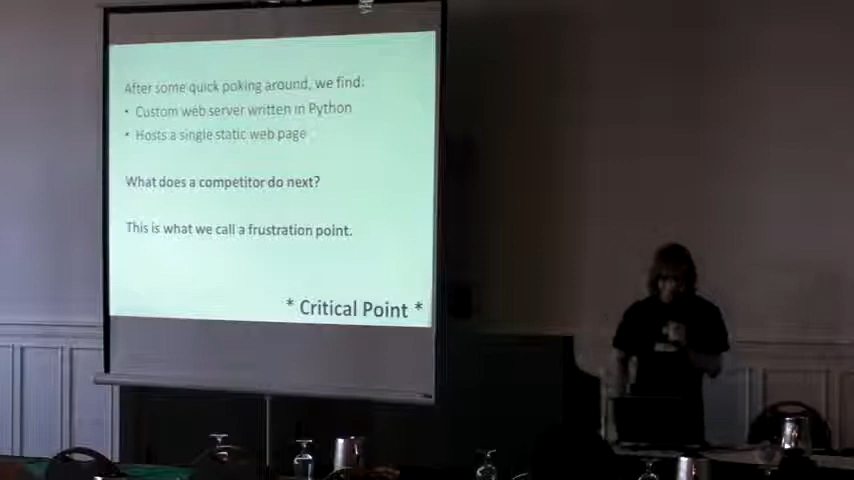 After some quick poking around, we find:
• Custom web server written in Python
• Hosts a single static web page
What does a competitor do next?
This is what we call a frustration point.
* Critical Point *